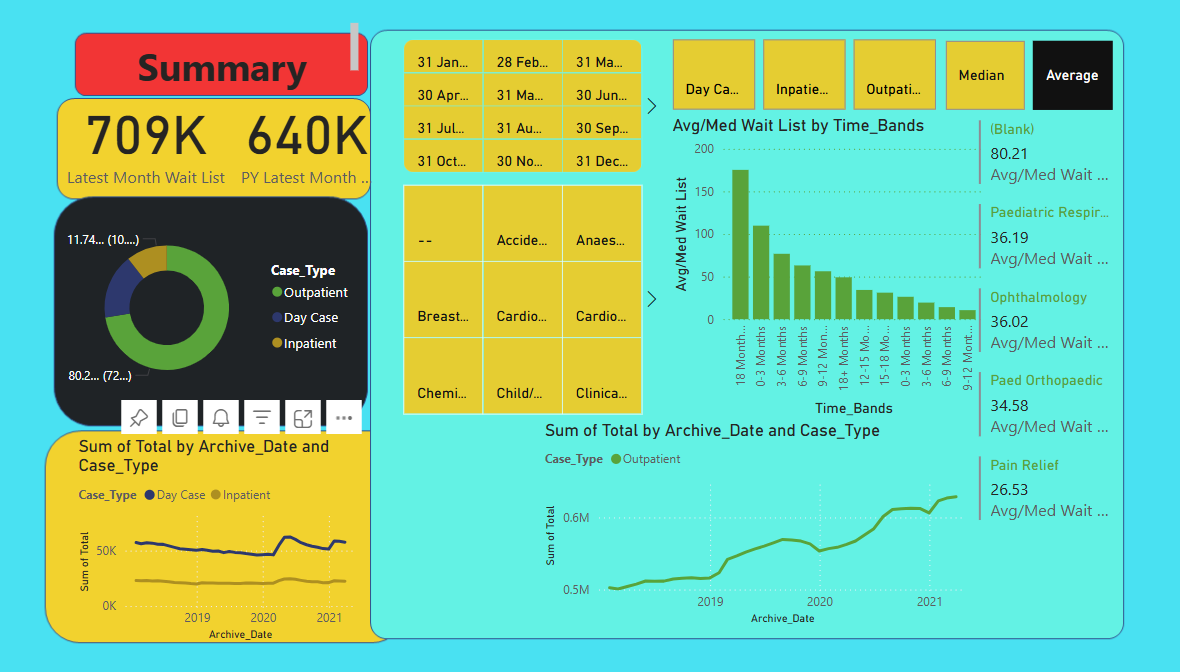 Summary
709K
Latest Month Wait List
640K
PY Latest Month ...
11.74... (10....)
80.2... (72...)
Case_Type
Outpatient
Day Case
Inpatient
Sum of Total by Archive_Date and
Case_Type
Case_Type Day Case Inpatient
Sum of Total
50K
0K
2019 2020 2021
Archive_Date
31 Jan... 28 Feb... 31 Ma...
30 Apr... 31 Ma... 30 Jun...
31 Jul... 31 Au... 30 Sep...
31 Oct... 30 No... 31 Dec...
-- Accide... Anaes...
Breast... Cardio... Cardio...
Chemi... Child/... Clinica...
Day Ca... Inpatie... Outpati... Median Average
Avg/Med Wait List by Time_Bands
Avg/Med Wait List
200
150
100
50
0
18 Month...
0-3 Months
3-6 Months
6-9 Months
9-12 Mon...
18+ Months
12-15 Mo...
15-18 Mo...
0-3 Months
3-6 Months
6-9 Months
9-12 Mont...
Time_Bands
(Blank)
80.21
Avg/Med Wait ...
Paediatric Respir...
36.19
Avg/Med Wait ...
Ophthalmology
36.02
Avg/Med Wait ...
Paed Orthopaedic
34.58
Avg/Med Wait ...
Pain Relief
26.53
Avg/Med Wait ...
Sum of Total by Archive_Date and Case_Type
Case_Type Outpatient
Sum of Total
0.6M
0.5M
2019 2020 2021
Archive_Date